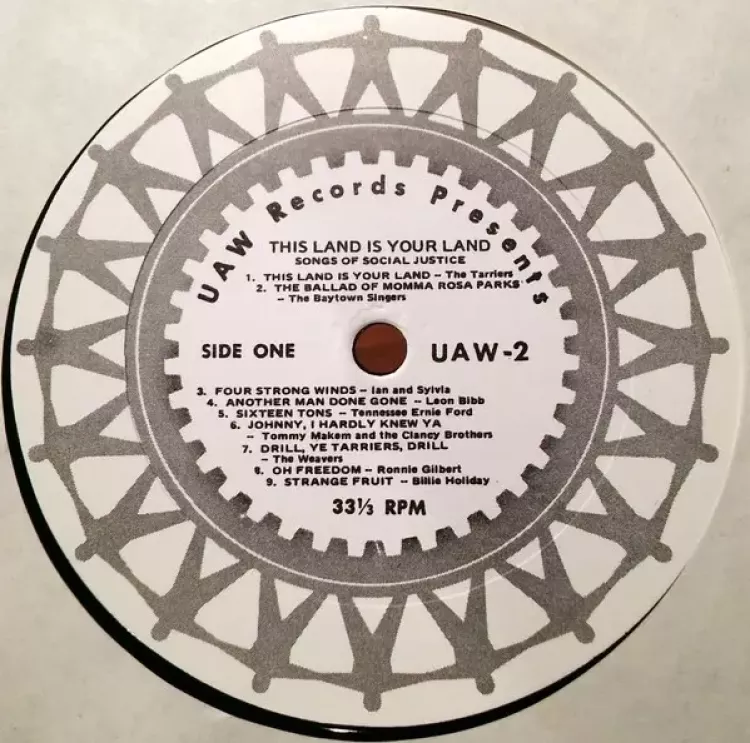 UAW Records Presents
THIS LAND IS YOUR LAND
SONGS OF SOCIAL JUSTICE
1. THIS LAND IS YOUR LAND – The Tarriers
2. THE BALLAD OF MOMMA ROSA PARKS
– The Baytown Singers
SIDE ONE
UAW-2
3. FOUR STRONG WINDS – Ian and Sylvia
4. ANOTHER MAN DONE GONE – Leon Bibb
5. SIXTEEN TONS – Tennessee Ernie Ford
6. JOHNNY, I HARDLY KNEW YA
– Tommy Makem and the Clancy Brothers
7. DRILL, YE TARRIERS, DRILL
– The Weavers
8. OH FREEDOM – Ronnie Gilbert
9. STRANGE FRUIT – Billie Holiday
33⅓ RPM